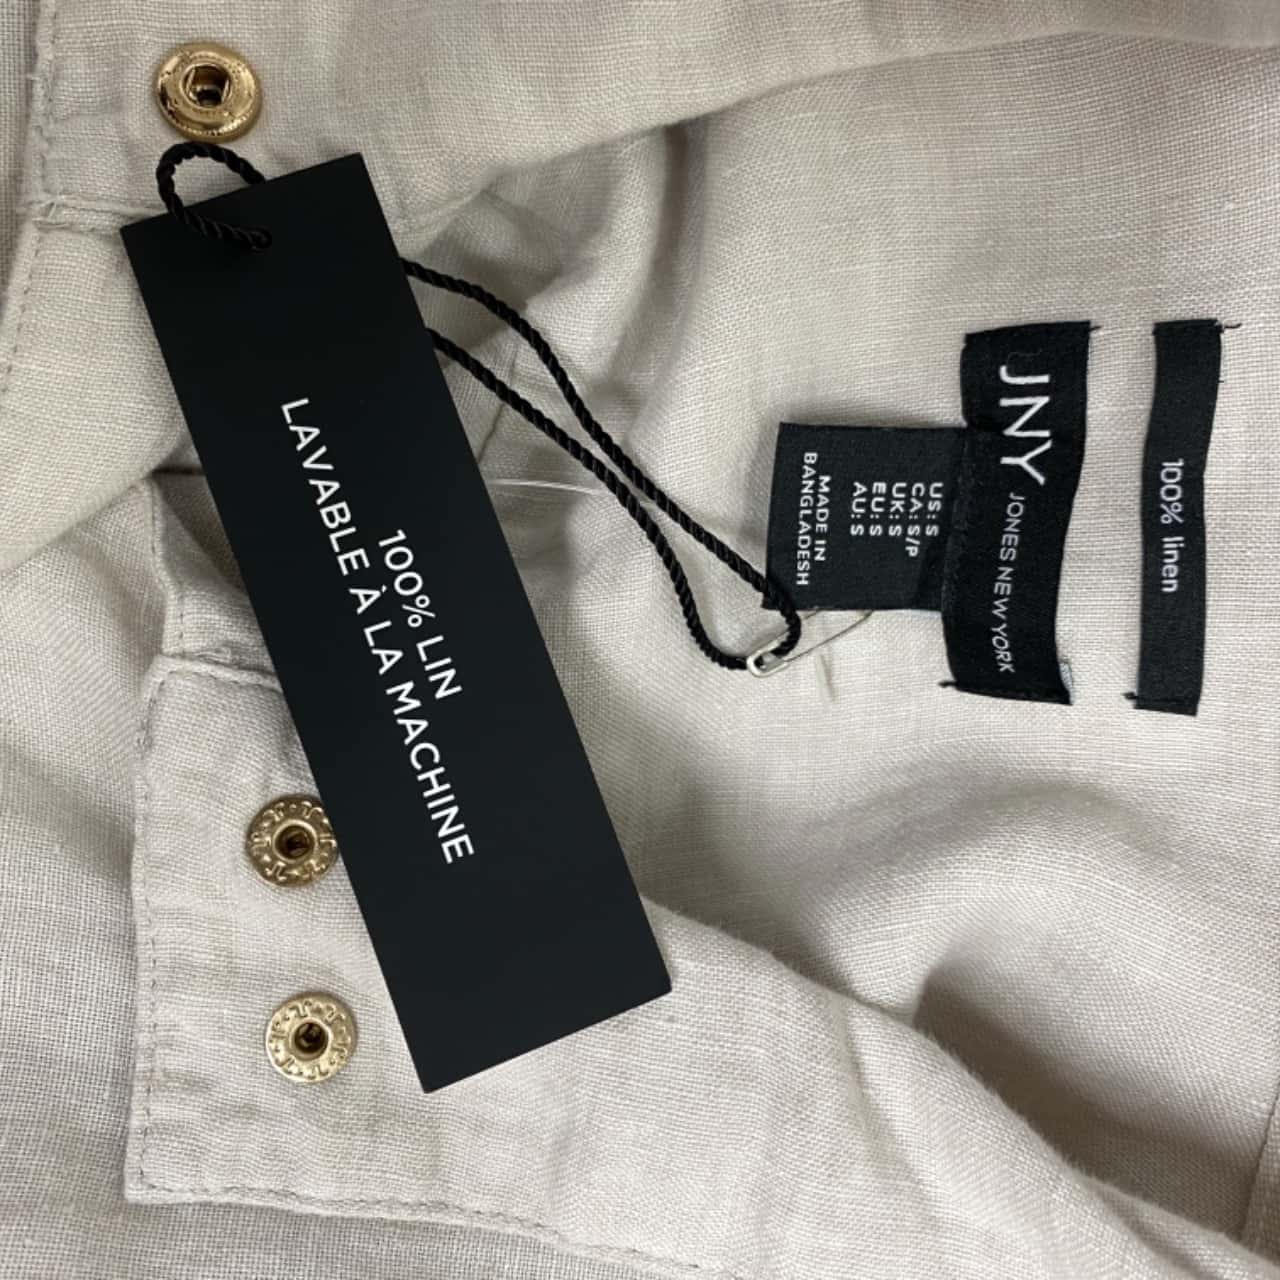 100% LIN
LAVABLE À LA MACHINE
100% linen
JNY JONES NEW YORK
US: S
CA: S/P
UK: S
EU: S
AU: S
MADE IN
BANGLADESH